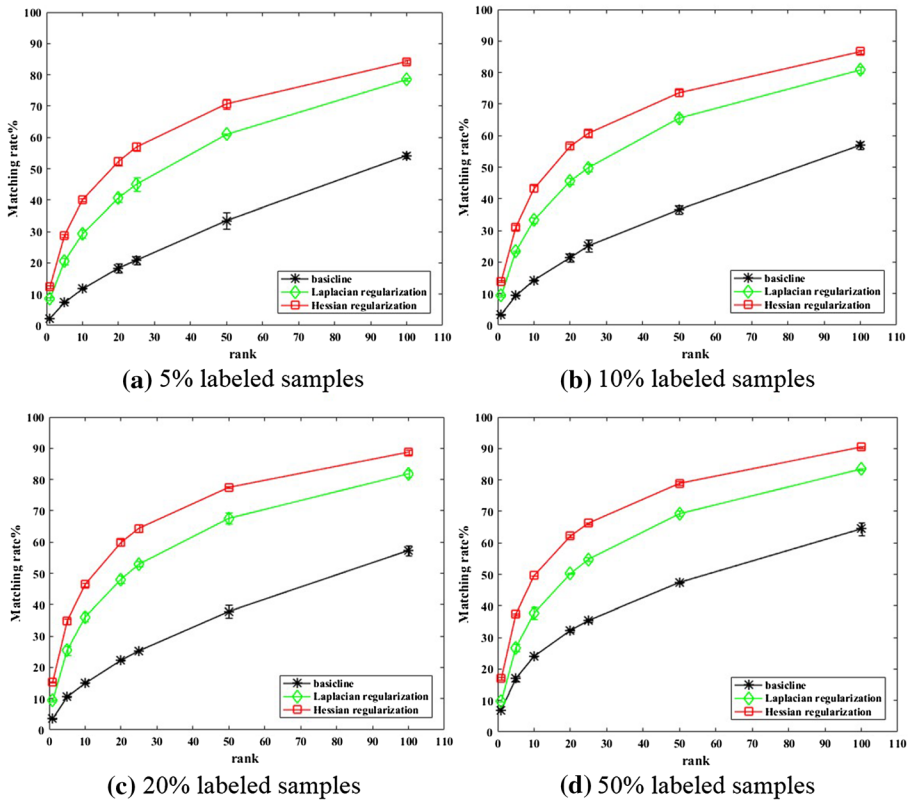 100
90
80
70
60
50
40
30
20
10
0
Matching rate%
basicline
Laplacian regularization
Hessian regularization
0 10 20 30 40 50 60 70 80 90 100 110
rank
(a) 5% labeled samples
100
90
80
70
60
50
40
30
20
10
0
Matching rate%
basicline
Laplacian regularization
Hessian regularization
0 10 20 30 40 50 60 70 80 90 100 110
rank
(b) 10% labeled samples
100
90
80
70
60
50
40
30
20
10
0
Matching rate%
basicline
Laplacian regularization
Hessian regularization
0 10 20 30 40 50 60 70 80 90 100 110
rank
(c) 20% labeled samples
100
90
80
70
60
50
40
30
20
10
0
Matching rate%
basicline
Laplacian regularization
Hessian regularization
0 10 20 30 40 50 60 70 80 90 100 110
rank
(d) 50% labeled samples